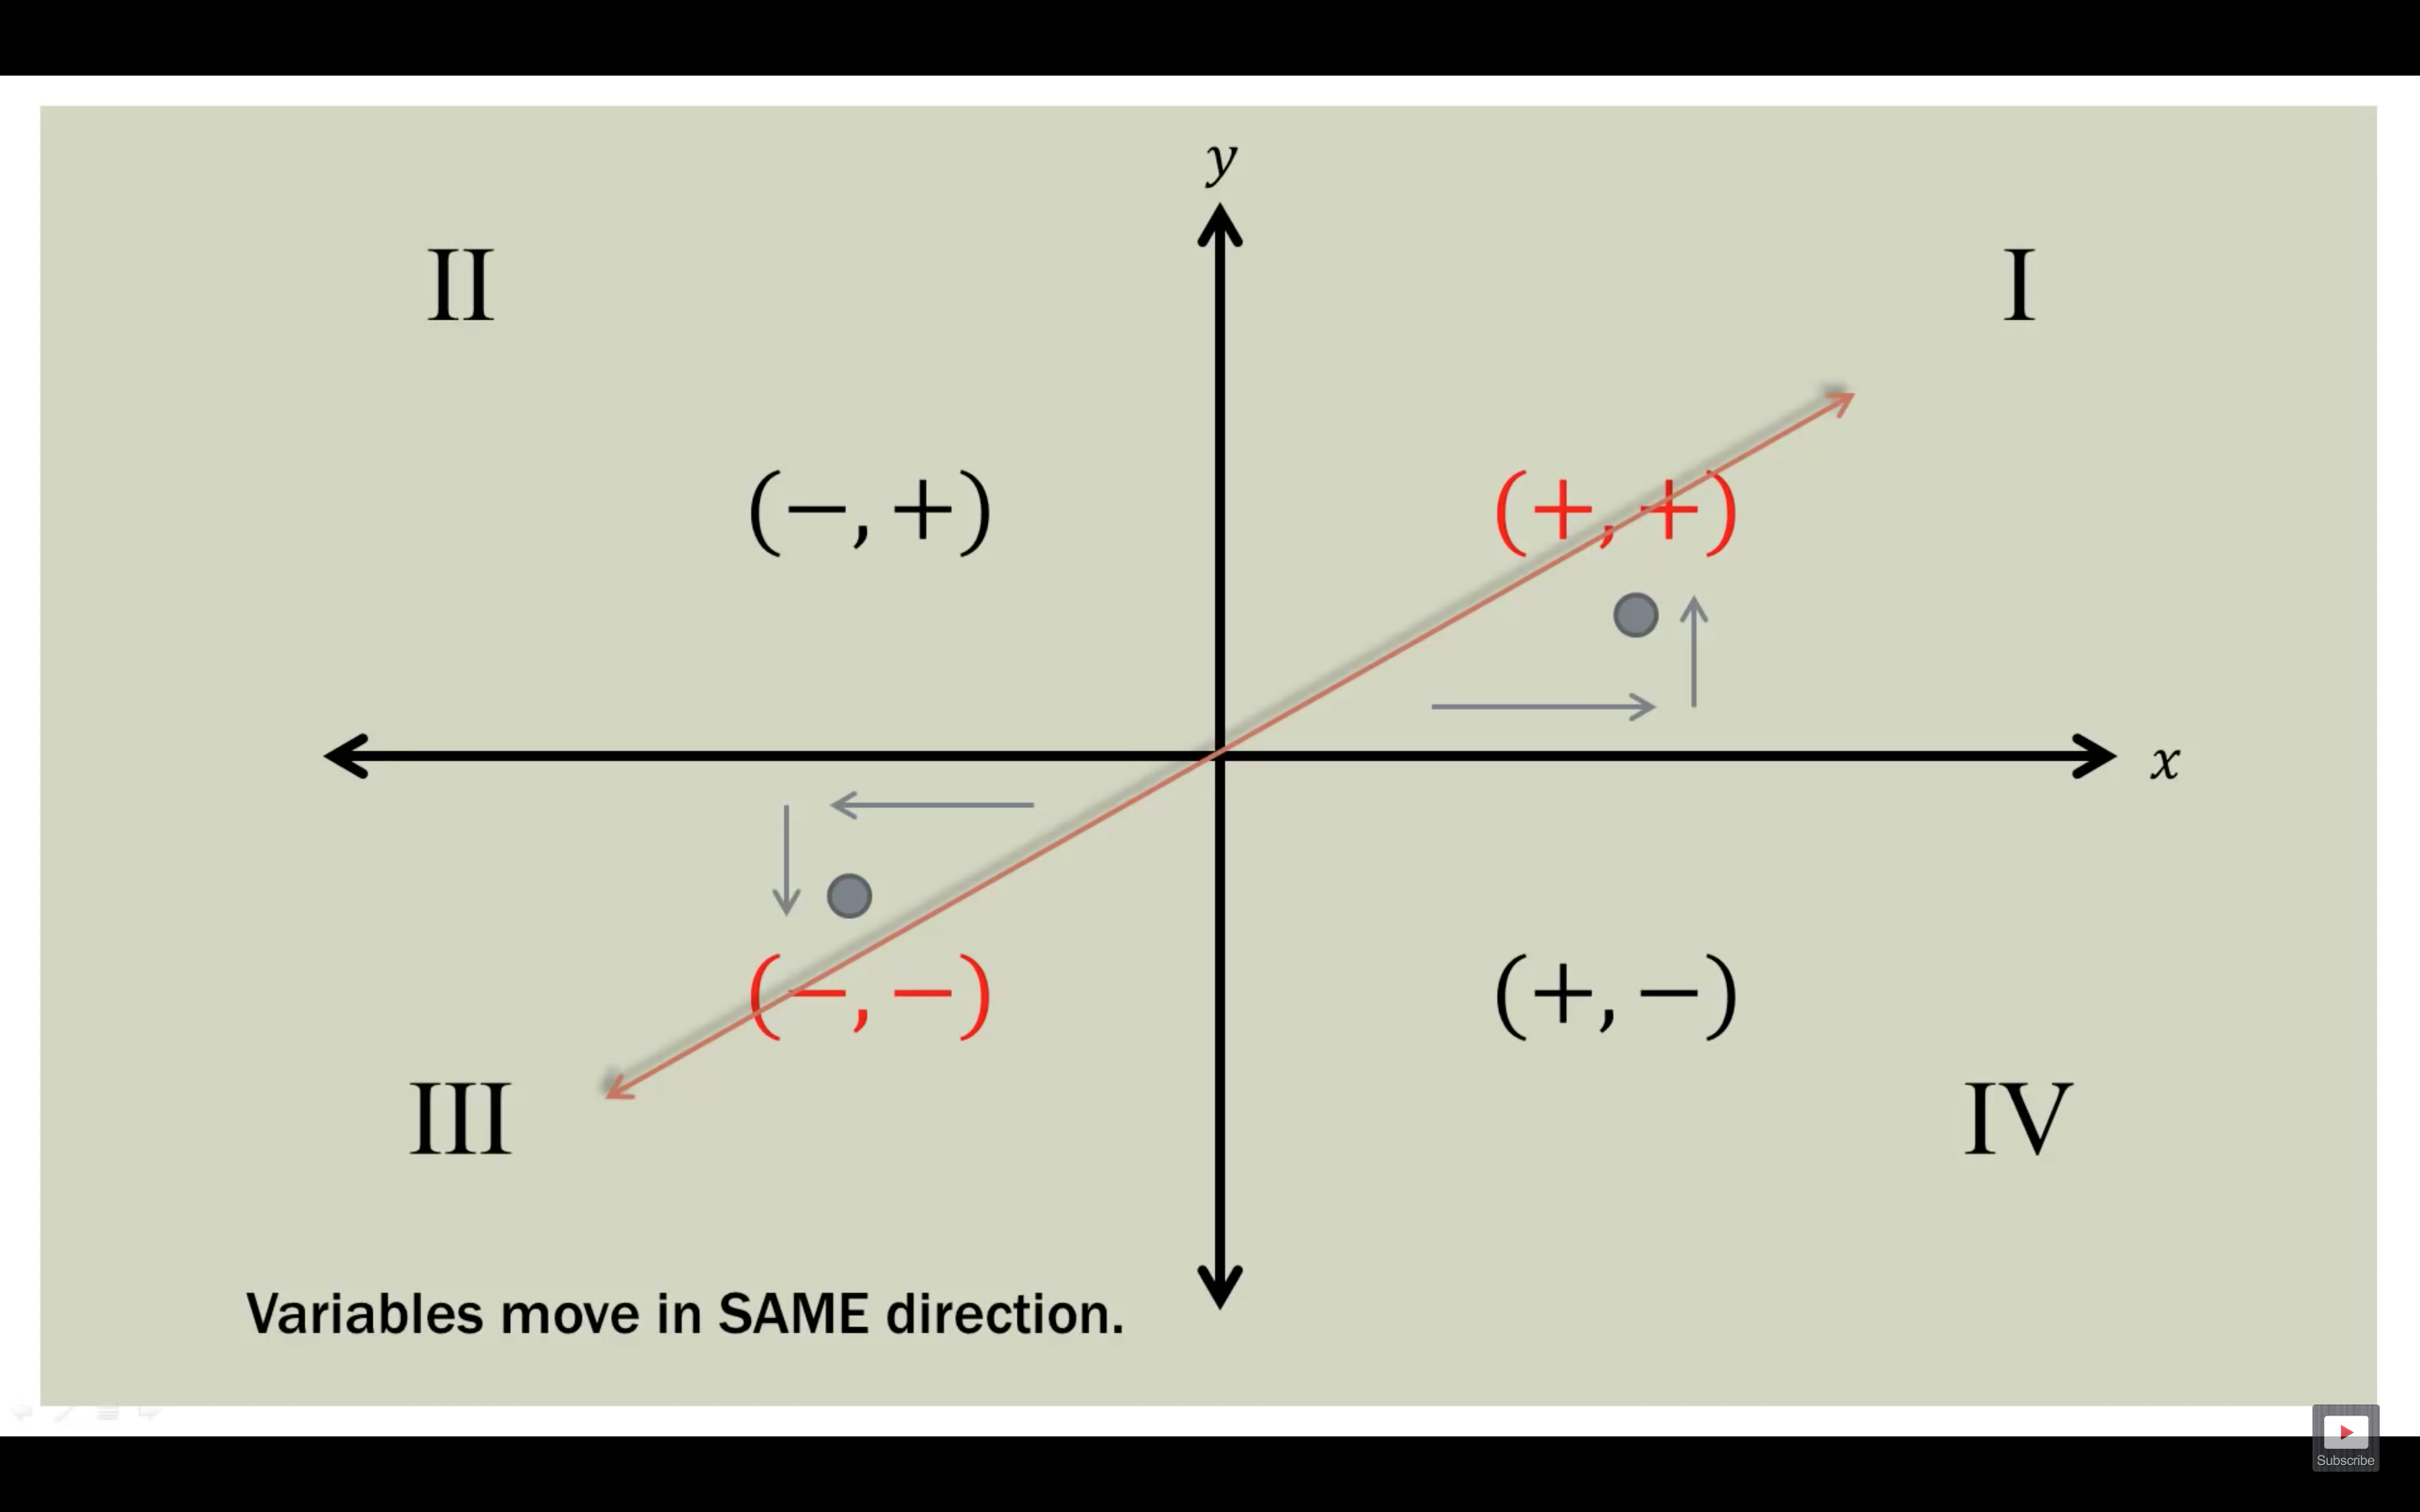 y
II
I
(−, +)
(+, +)
x
(−, −)
(+, −)
III
IV
Variables move in SAME direction.
Subscribe